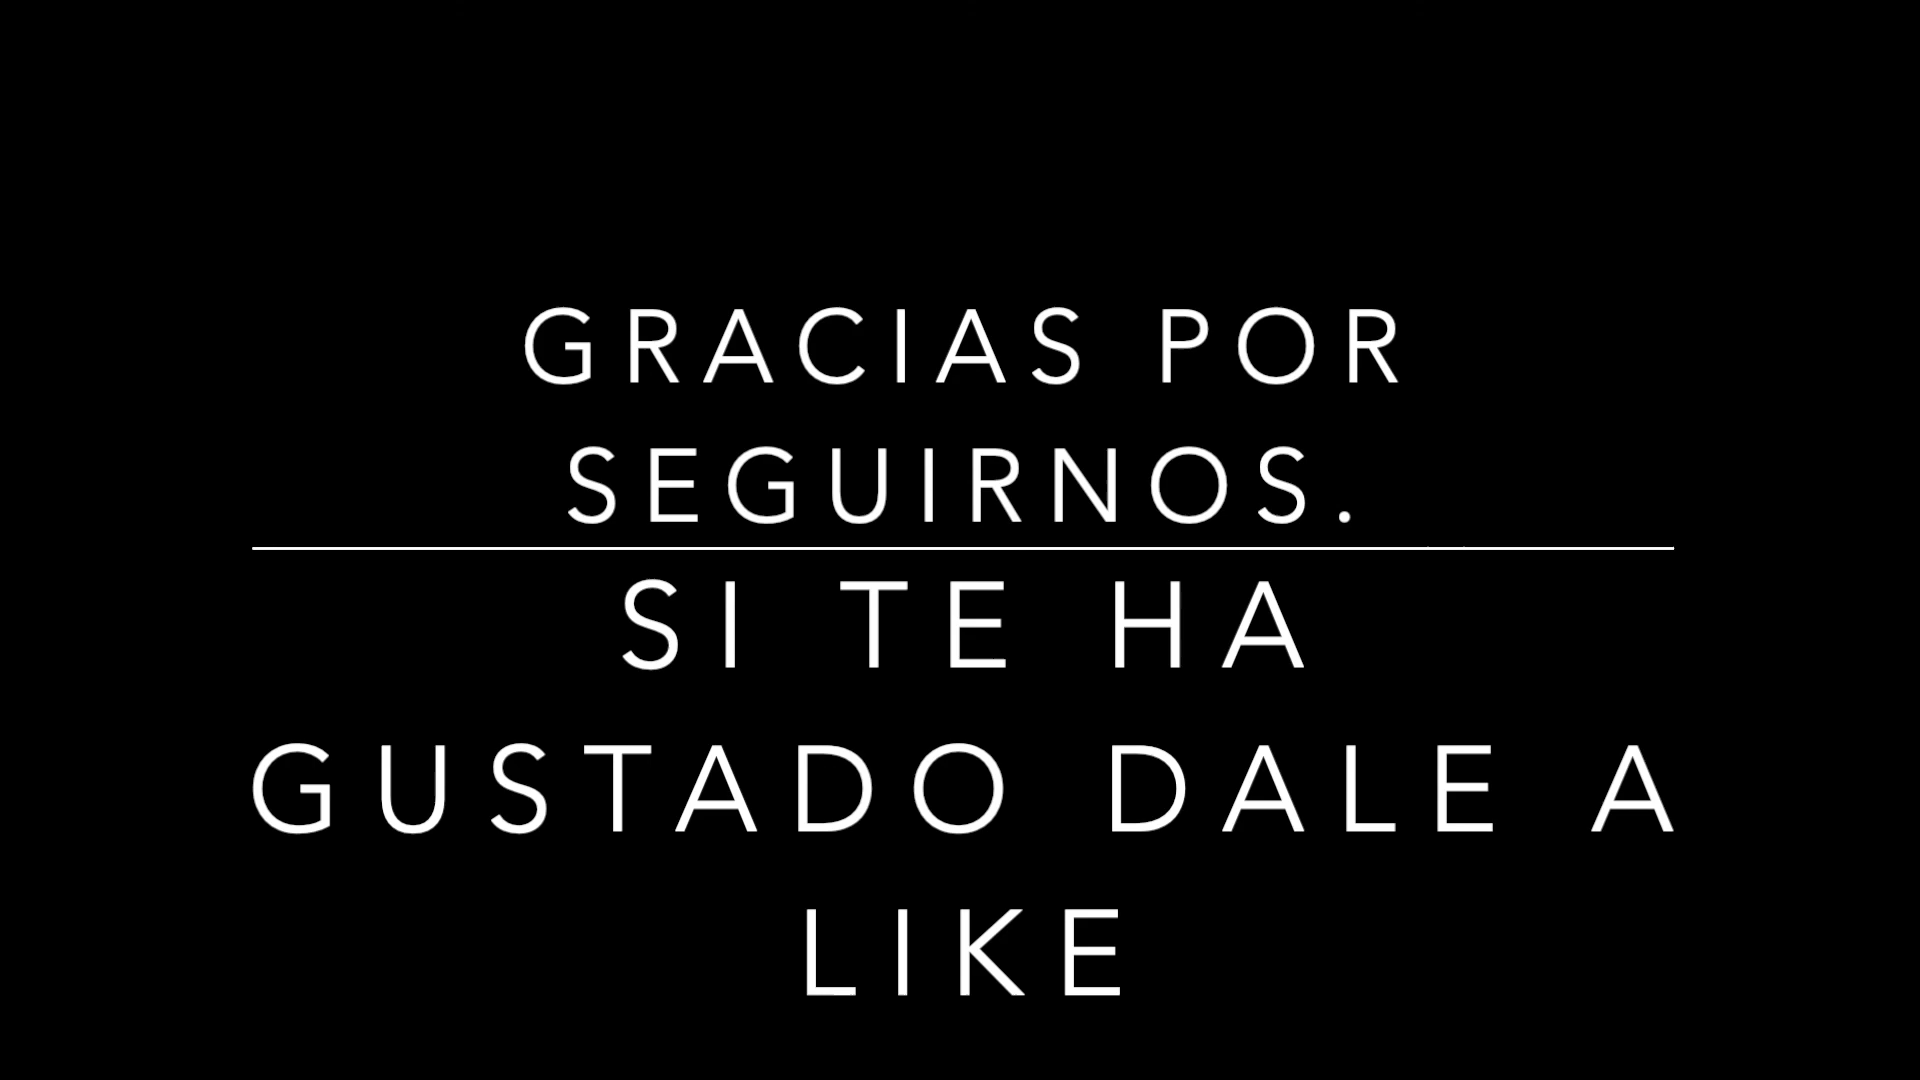 GRACIAS POR
SEGUIRNOS.
SI TE HA
GUSTADO DALE A
LIKE